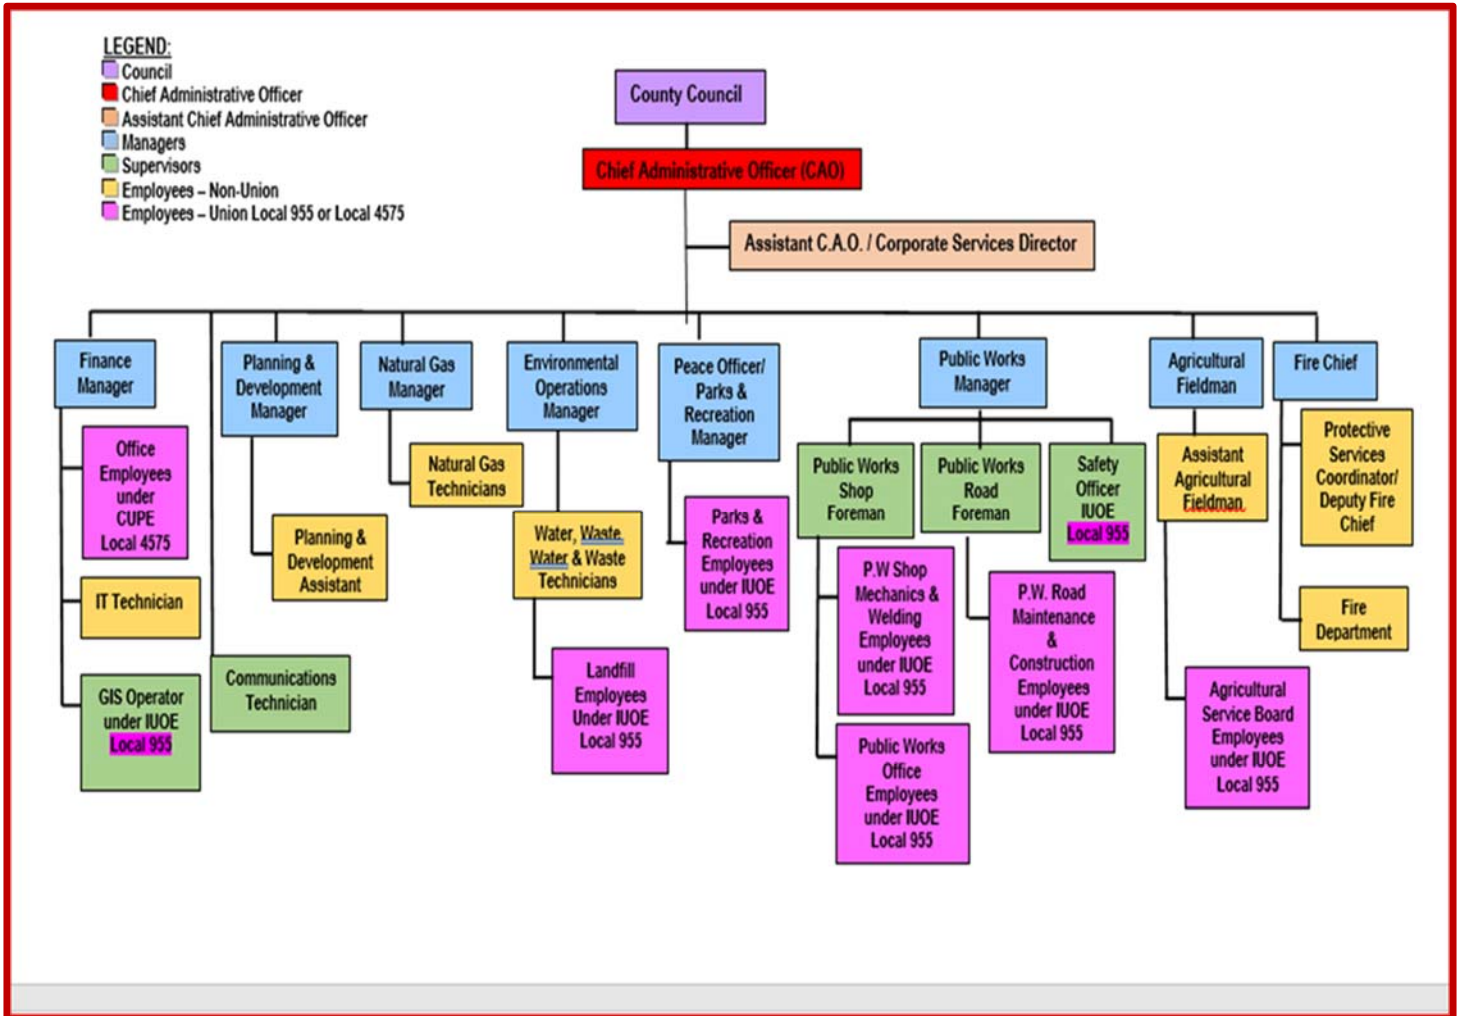 LEGEND:
Council
Chief Administrative Officer
Assistant Chief Administrative Officer
Managers
Supervisors
Employees – Non-Union
Employees – Union Local 955 or Local 4575
County Council
Chief Administrative Officer (CAO)
Assistant C.A.O. / Corporate Services Director
Finance
Manager
Office
Employees
under
CUPE
Local 4575
IT Technician
GIS Operator
under IUOE
Local 955
Communications
Technician
Planning &
Development
Manager
Planning &
Development
Assistant
Natural Gas
Manager
Natural Gas
Technicians
Environmental
Operations
Manager
Water, Waste
Water & Waste
Technicians
Landfill
Employees
Under IUOE
Local 955
Peace Officer/
Parks &
Recreation
Manager
Parks &
Recreation
Employees
under IUOE
Local 955
Public Works
Manager
Public Works
Shop
Foreman
P.W Shop
Mechanics &
Welding
Employees
under IUOE
Local 955
Public Works
Office
Employees
under IUOE
Local 955
Public Works
Road
Foreman
P.W. Road
Maintenance
&
Construction
Employees
under IUOE
Local 955
Safety
Officer
IUOE
Local 955
Agricultural
Fieldman
Assistant
Agricultural
Fieldman
Agricultural
Service Board
Employees
under IUOE
Local 955
Fire Chief
Protective
Services
Coordinator/
Deputy Fire
Chief
Fire
Department